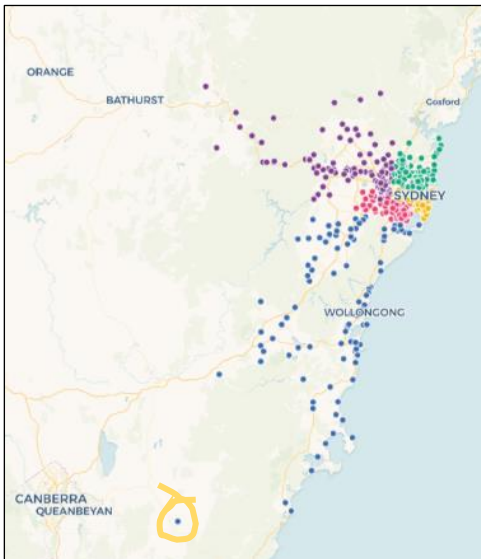 ORANGE
BATHURST
Gosford
SYDNEY
WOLLONGONG
CANBERRA
QUEANBEYAN